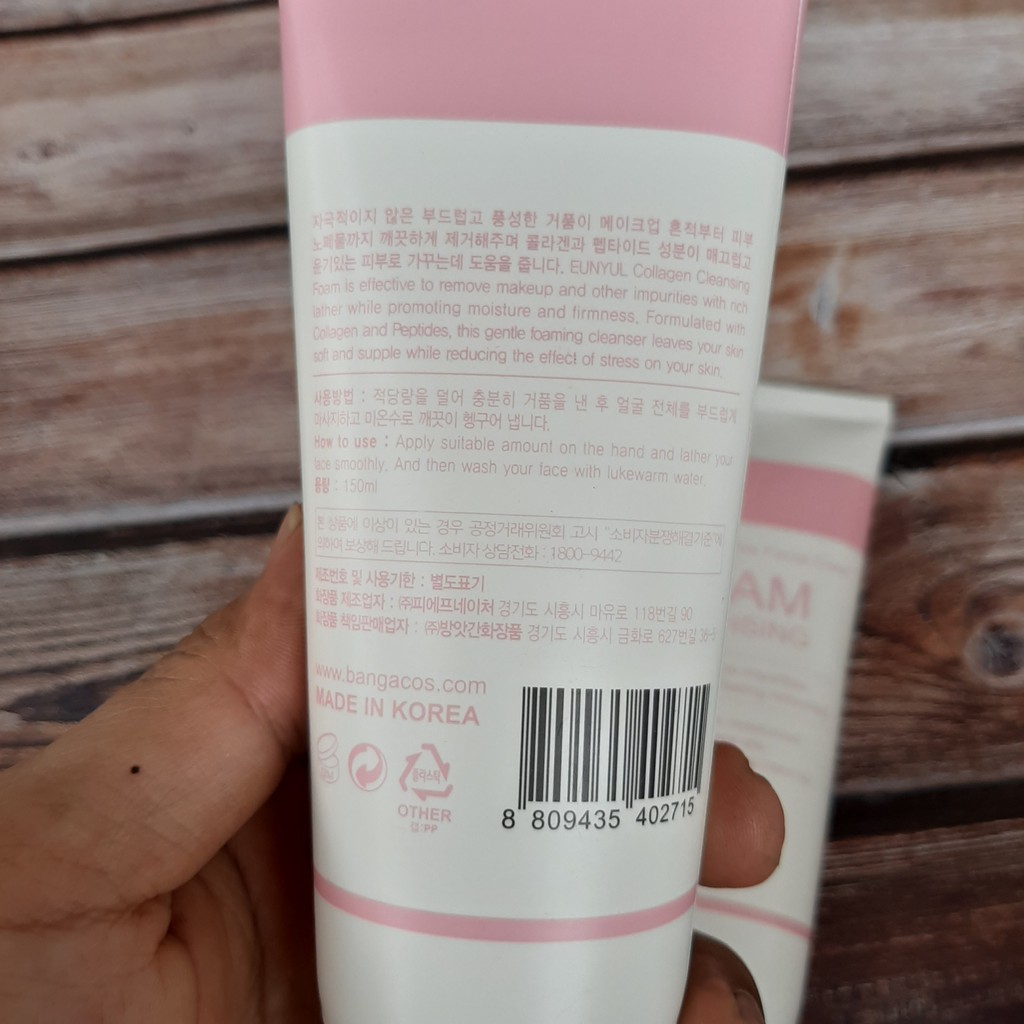 자극적이지 않은 부드럽고 풍성한 거품이 메이크업 흔적부터 피부
노폐물까지 깨끗하게 제거해주며 콜라겐과 펩타이드 성분이 매끄럽고
윤기있는 피부로 가꾸는데 도움을 줍니다. EUNYUL Collagen Cleansing
Foam is effective to remove makeup and other impurities with rich
lather while promoting moisture and firmness. Formulated with
Collagen and Peptides, this gentle foaming cleanser leaves your skin
soft and supple while reducing the effect of stress on your skin.
사용방법 : 적당량을 덜어 충분히 거품을 낸 후 얼굴 전체를 부드럽게
마사지하고 미온수로 깨끗이 헹구어 냅니다.
How to use : Apply suitable amount on the hand and lather your
face smoothly. And then wash your face with lukewarm water.
용량 : 150ml
본 상품에 이상이 있는 경우 공정거래위원회 고시 "소비자분쟁해결기준"에
의하여 보상해 드립니다. 소비자 상담전화 : 1800-9442
제조번호 및 사용기한 : 별도표기
화장품 제조업자 : ㈜피에프네이처 경기도 시흥시 마유로 118번길 90
화장품 책임판매업자 : ㈜방앗간화장품 경기도 시흥시 금화로 627번길
www.bangacos.com
MADE IN KOREA
플라스틱
OTHER
캡:PP
8 809435 402715
AM